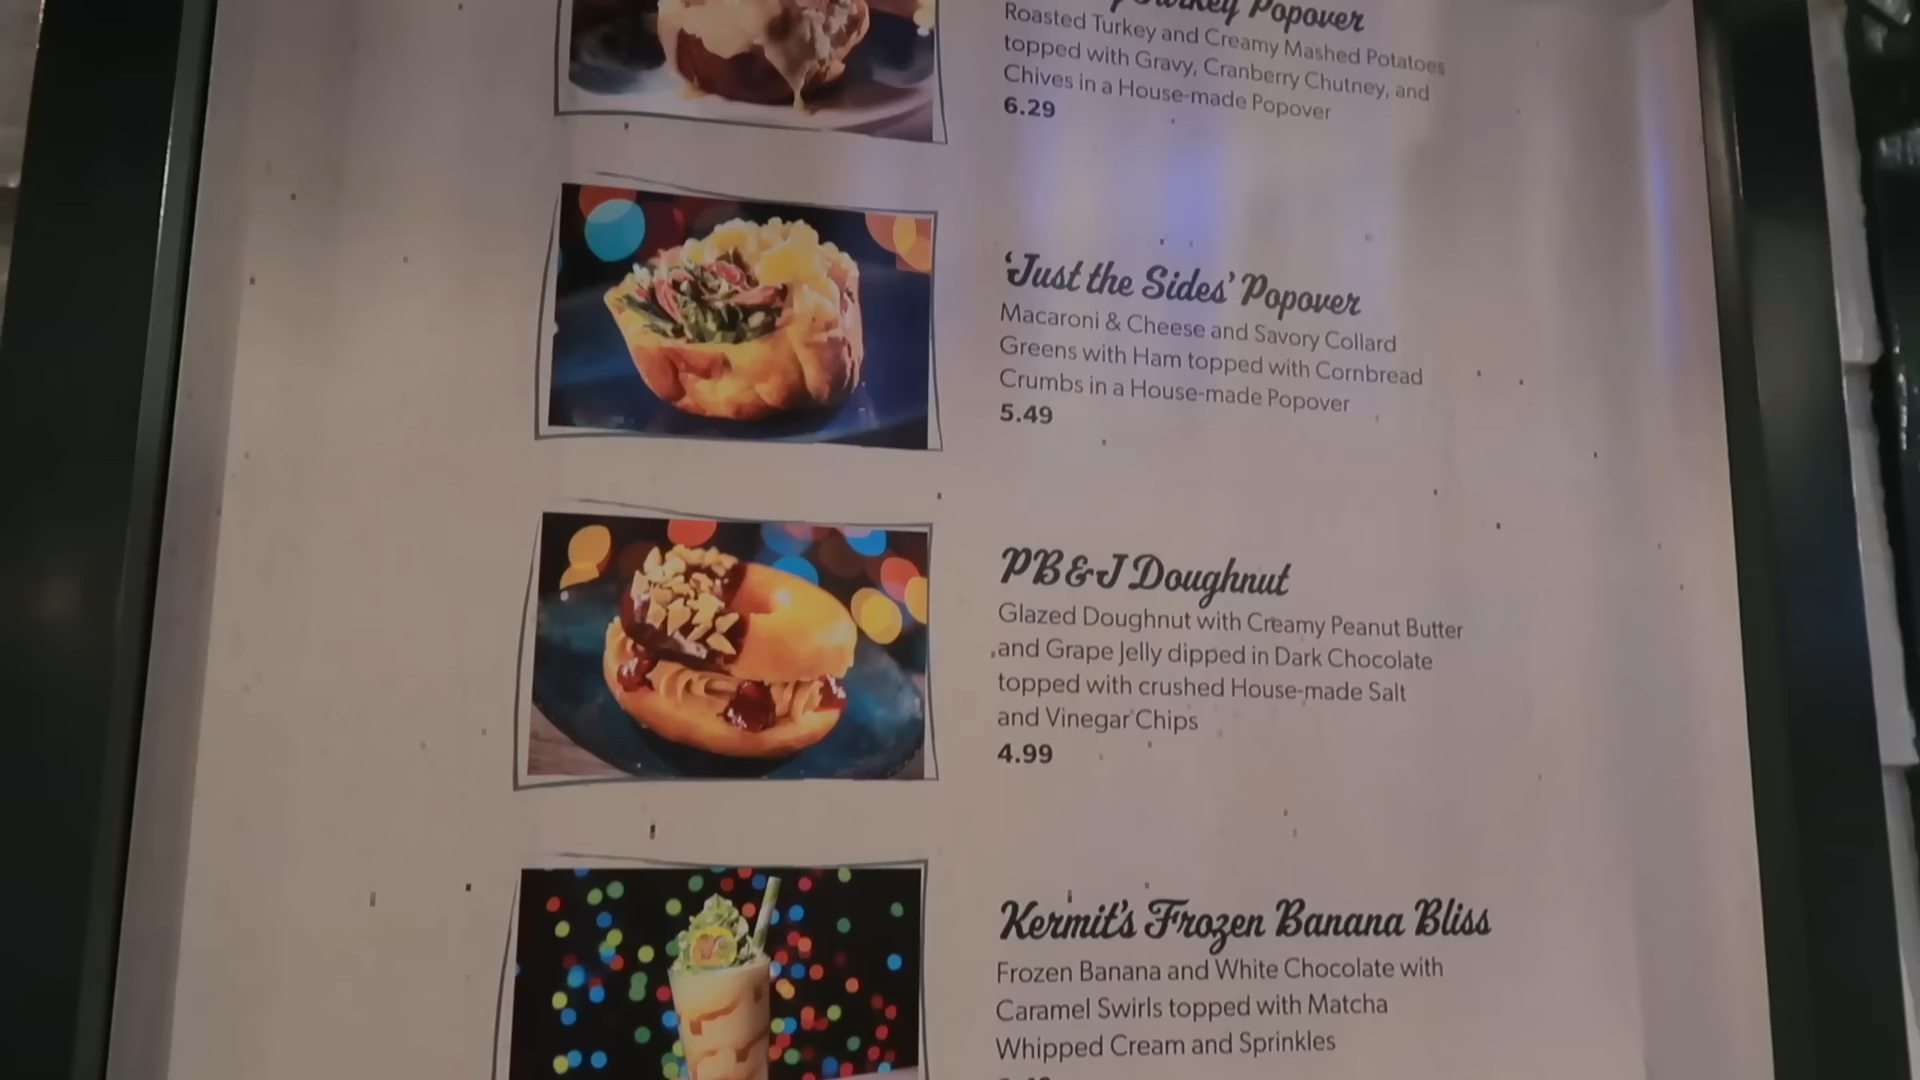 Turkey Popover
Roasted Turkey and Creamy Mashed Potatoes
topped with Gravy, Cranberry Chutney, and
Chives in a House-made Popover
6.29
‘Just the Sides’ Popover
Macaroni & Cheese and Savory Collard
Greens with Ham topped with Cornbread
Crumbs in a House-made Popover
5.49
PB&J Doughnut
Glazed Doughnut with Creamy Peanut Butter
and Grape Jelly dipped in Dark Chocolate
topped with crushed House-made Salt
and Vinegar Chips
4.99
Kermit's Frozen Banana Bliss
Frozen Banana and White Chocolate with
Caramel Swirls topped with Matcha
Whipped Cream and Sprinkles